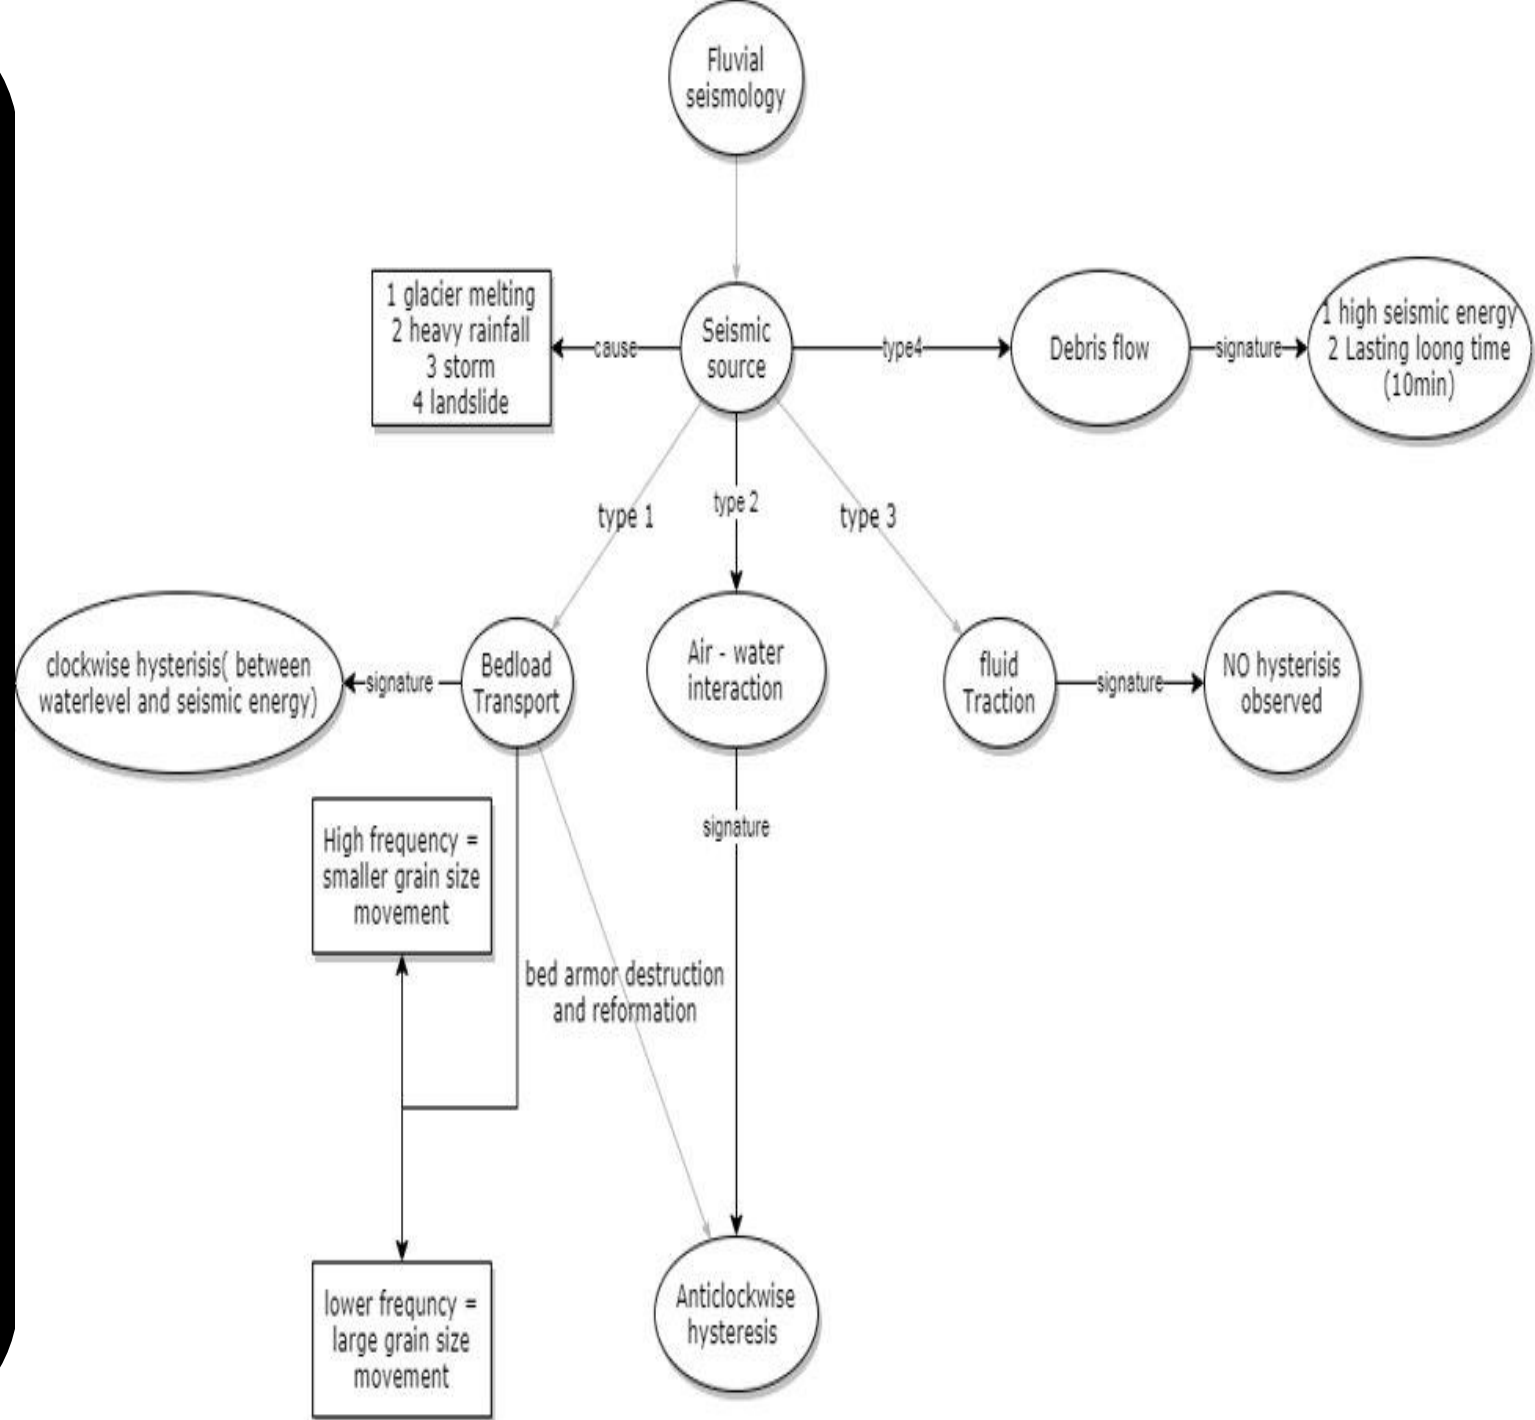 Fluvial
seismology
1 glacier melting
2 heavy rainfall
3 storm
4 landslide
cause
Seismic
source
type4
Debris flow
signature
1 high seismic energy
2 Lasting loong time
(10min)
type 1
type 2
type 3
clockwise hysterisis( between
waterlevel and seismic energy)
signature
Bedload
Transport
Air - water
interaction
fluid
Traction
signature
NO hysterisis
observed
High frequency =
smaller grain size
movement
signature
bed armor destruction
and reformation
lower frequncy =
large grain size
movement
Anticlockwise
hysteresis